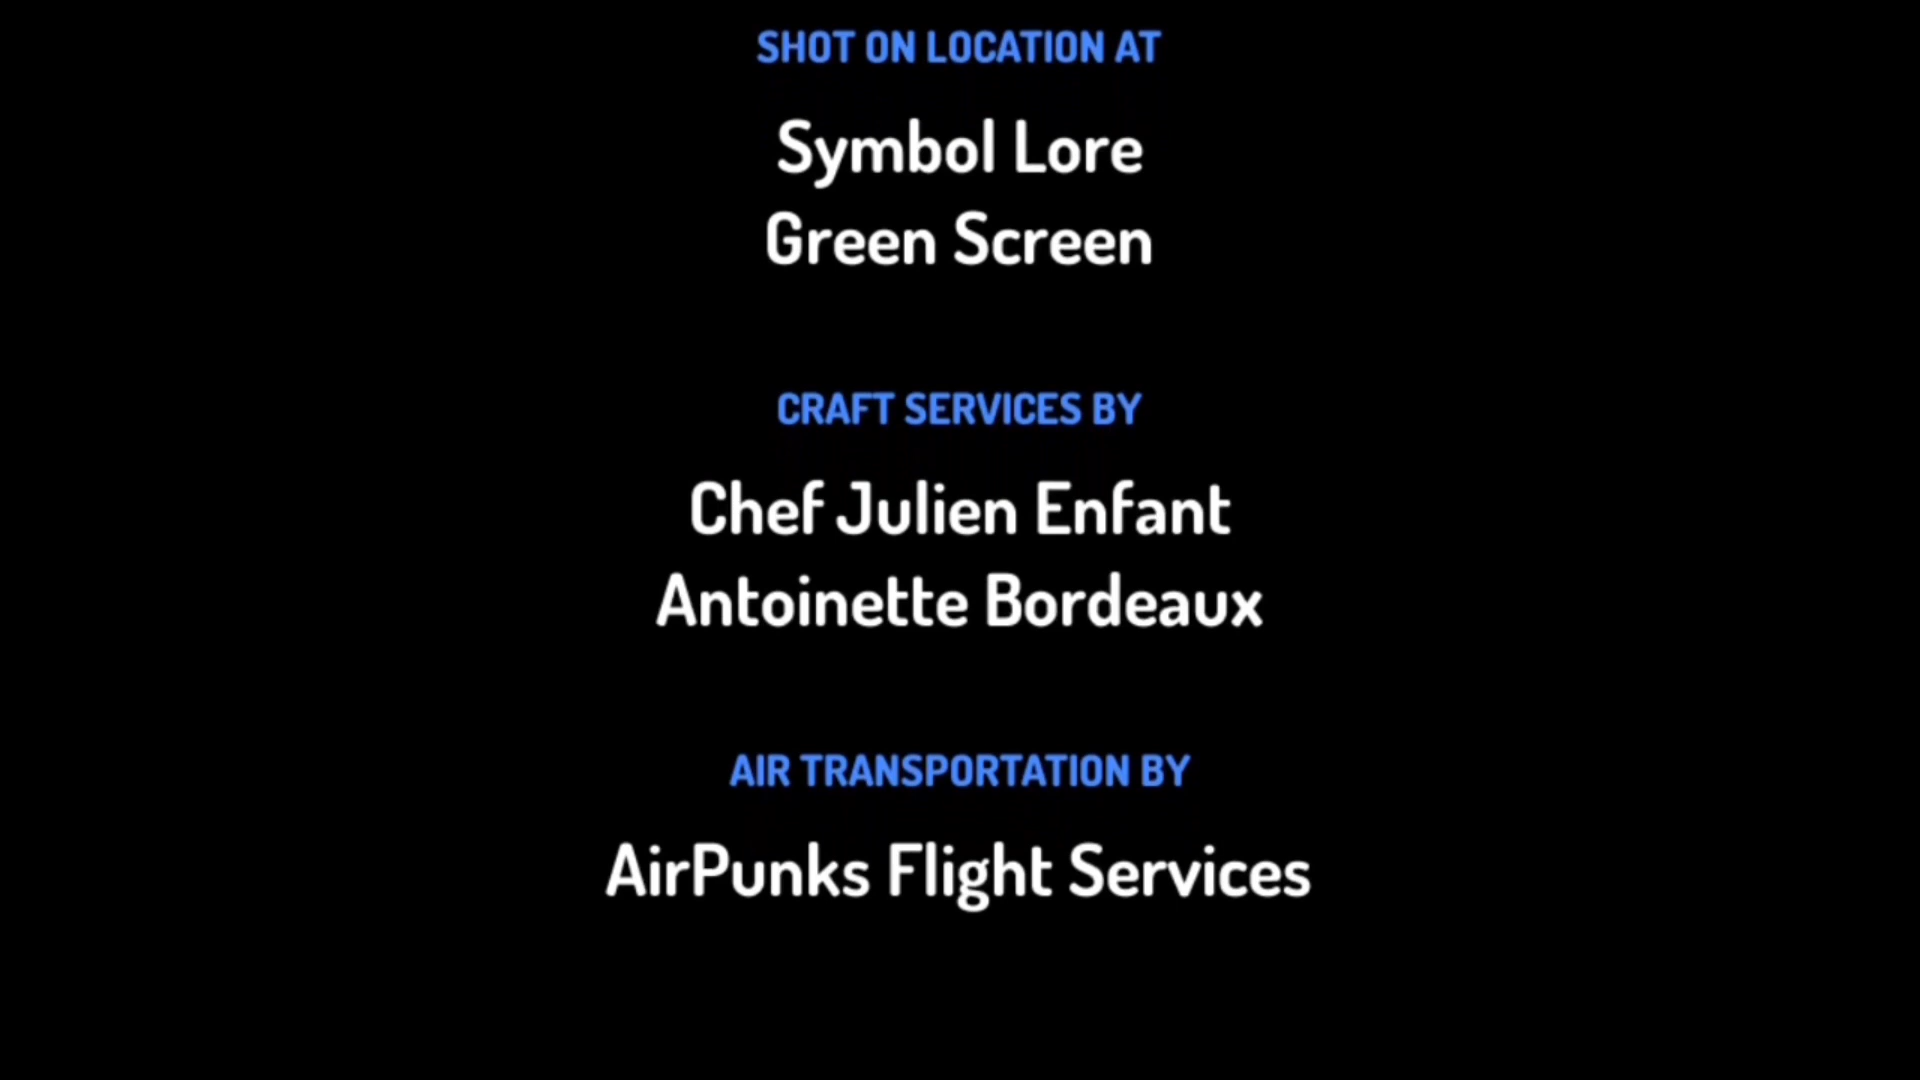 SHOT ON LOCATION AT
Symbol Lore
Green Screen
CRAFT SERVICES BY
Chef Julien Enfant
Antoinette Bordeaux
AIR TRANSPORTATION BY
AirPunks Flight Services